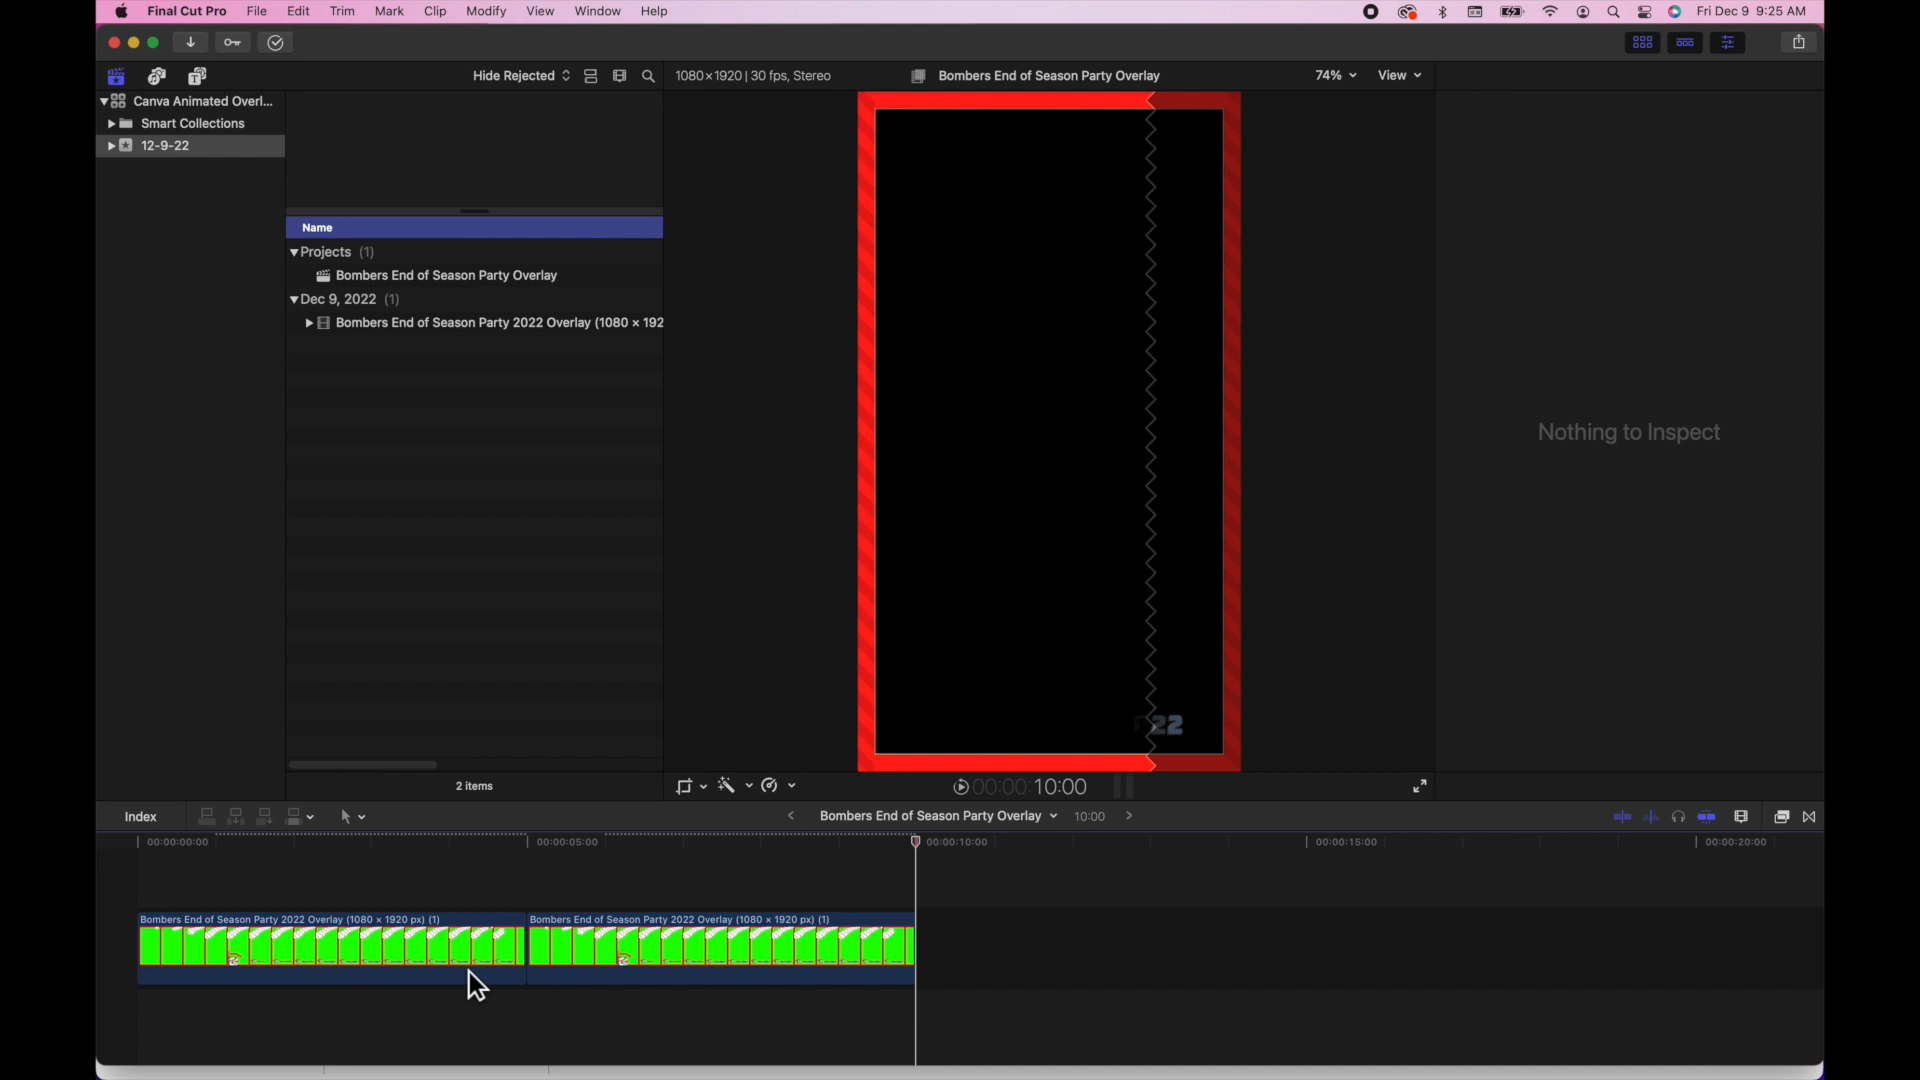 Final Cut Pro File Edit Trim Mark Clip Modify View Window Help Fri Dec 9 9:25 AM
Hide Rejected 1080×1920 | 30 fps, Stereo Bombers End of Season Party Overlay 74% View
Canva Animated Overl...
Smart Collections
12-9-22
Name
Projects (1)
Bombers End of Season Party Overlay
Dec 9, 2022 (1)
Bombers End of Season Party 2022 Overlay (1080 × 192
Nothing to Inspect
22
2 items
00:00:10:00
Index Bombers End of Season Party Overlay 10:00
00:00:00:00 00:00:05:00 00:00:10:00 00:00:15:00 00:00:20:00
Bombers End of Season Party 2022 Overlay (1080 × 1920 px) (1) Bombers End of Season Party 2022 Overlay (1080 × 1920 px) (1)